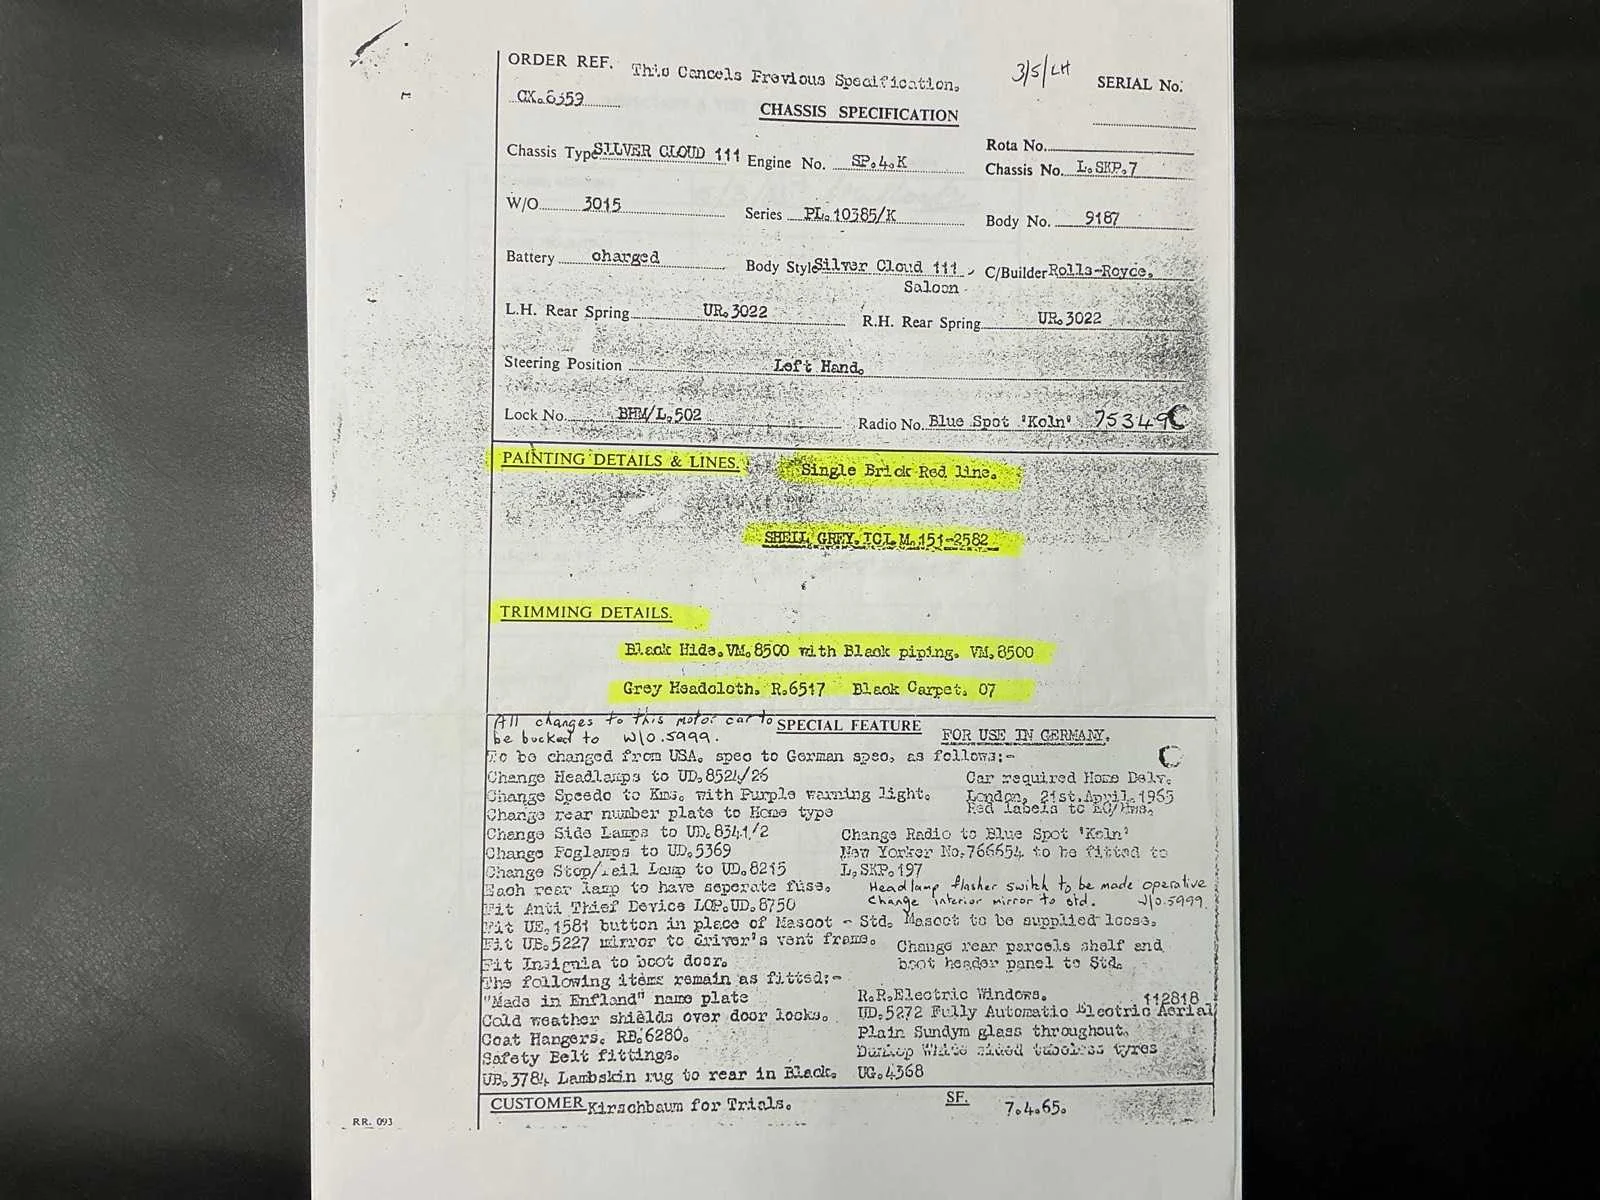 ORDER REF. This Cancels Previous Specification. 3/5/LH SERIAL No.
CX.6359
CHASSIS SPECIFICATION
Rota No.
Chassis Type SILVER CLOUD 111 Engine No. SP.4.K Chassis No. L.SKP.7
W/O 3015 Series PL.10385/K Body No. 9187
Battery charged Body Style Silver Cloud 111 C/Builder Rolls-Royce.
Saloon
L.H. Rear Spring UR.3022 R.H. Rear Spring UR.3022
Steering Position Left Hand.
Lock No. BHM/L.502 Radio No. Blue Spot 'Koln' 75349C
PAINTING DETAILS & LINES. Single Brick Red line.
SHELL GREY. TCL M.151-2582
TRIMMING DETAILS.
Black Hide. VM.8500 with Black piping. VM.8500
Grey Headcloth. R.6517 Black Carpet. 07
All changes to this motor car to SPECIAL FEATURE
be bucked to W/O.5999. FOR USE IN GERMANY.
To be changed from USA. spec to German spec, as follows:-
Change Headlamps to UD.8524/26 Car required Home Delv.
Change Speedo to Kms. with Purple warning light. London, 21st.April,1965
Change rear number plate to Home type Red labels to
Change Side Lamps to UD.8341/2 Change Radio to Blue Spot 'Koln'
Change Foglamps to UD.5369 New Yorker No.766654 to be fitted to
Change Stop/Tail Lamp to UD.8215 L.SKP.197
Each rear lamp to have seperate fuse. Headlamp flasher switch to be made operative
Fit Anti Thief Device LOP.UD.8750 Change interior mirror to std. W/O.5999.
Fit UE.1581 button in place of Mascot - Std. Mascot to be supplied loose.
Fit UB.5227 mirror to driver's vent frame. Change rear parcels shelf and
Fit Insignia to boot door. boot header panel to Std.
The following items remain as fitted:-
"Made in Enfland" name plate R.R.Electric Windows. 112818
Cold weather shields over door locks. UD.5272 Fully Automatic Electric Aerial
Coat Hangers. RB.6280. Plain Sundym glass throughout.
Safety Belt fittings. Dunlop White sided tubeless tyres
UB.3784 Lambskin rug to rear in Black. UG.4368
CUSTOMER Kirschbaum for Trials. SF. 7.4.65.
RR. 093